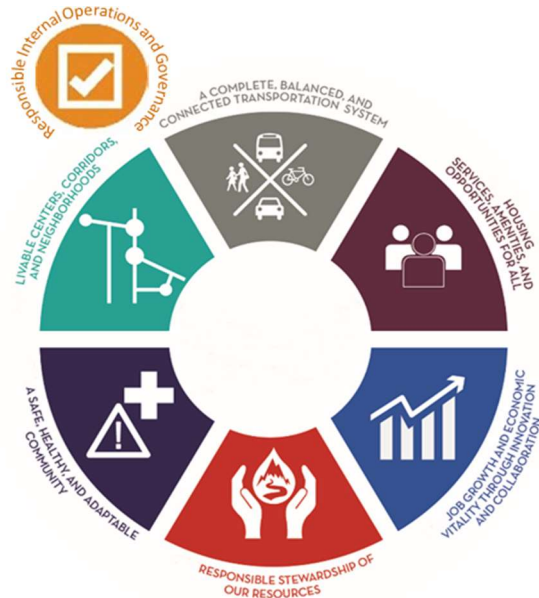 Responsible Internal Operations and Governance
A COMPLETE, BALANCED, AND
CONNECTED TRANSPORTATION SYSTEM
HOUSING
SERVICES, AMENITIES, AND
OPPORTUNITIES FOR ALL
JOB GROWTH AND ECONOMIC
VITALITY THROUGH INNOVATION
AND COLLABORATION
RESPONSIBLE STEWARDSHIP OF
OUR RESOURCES
A SAFE, HEALTHY, AND ADAPTABLE
COMMUNITY
LIVABLE CENTERS, CORRIDORS,
AND NEIGHBORHOODS